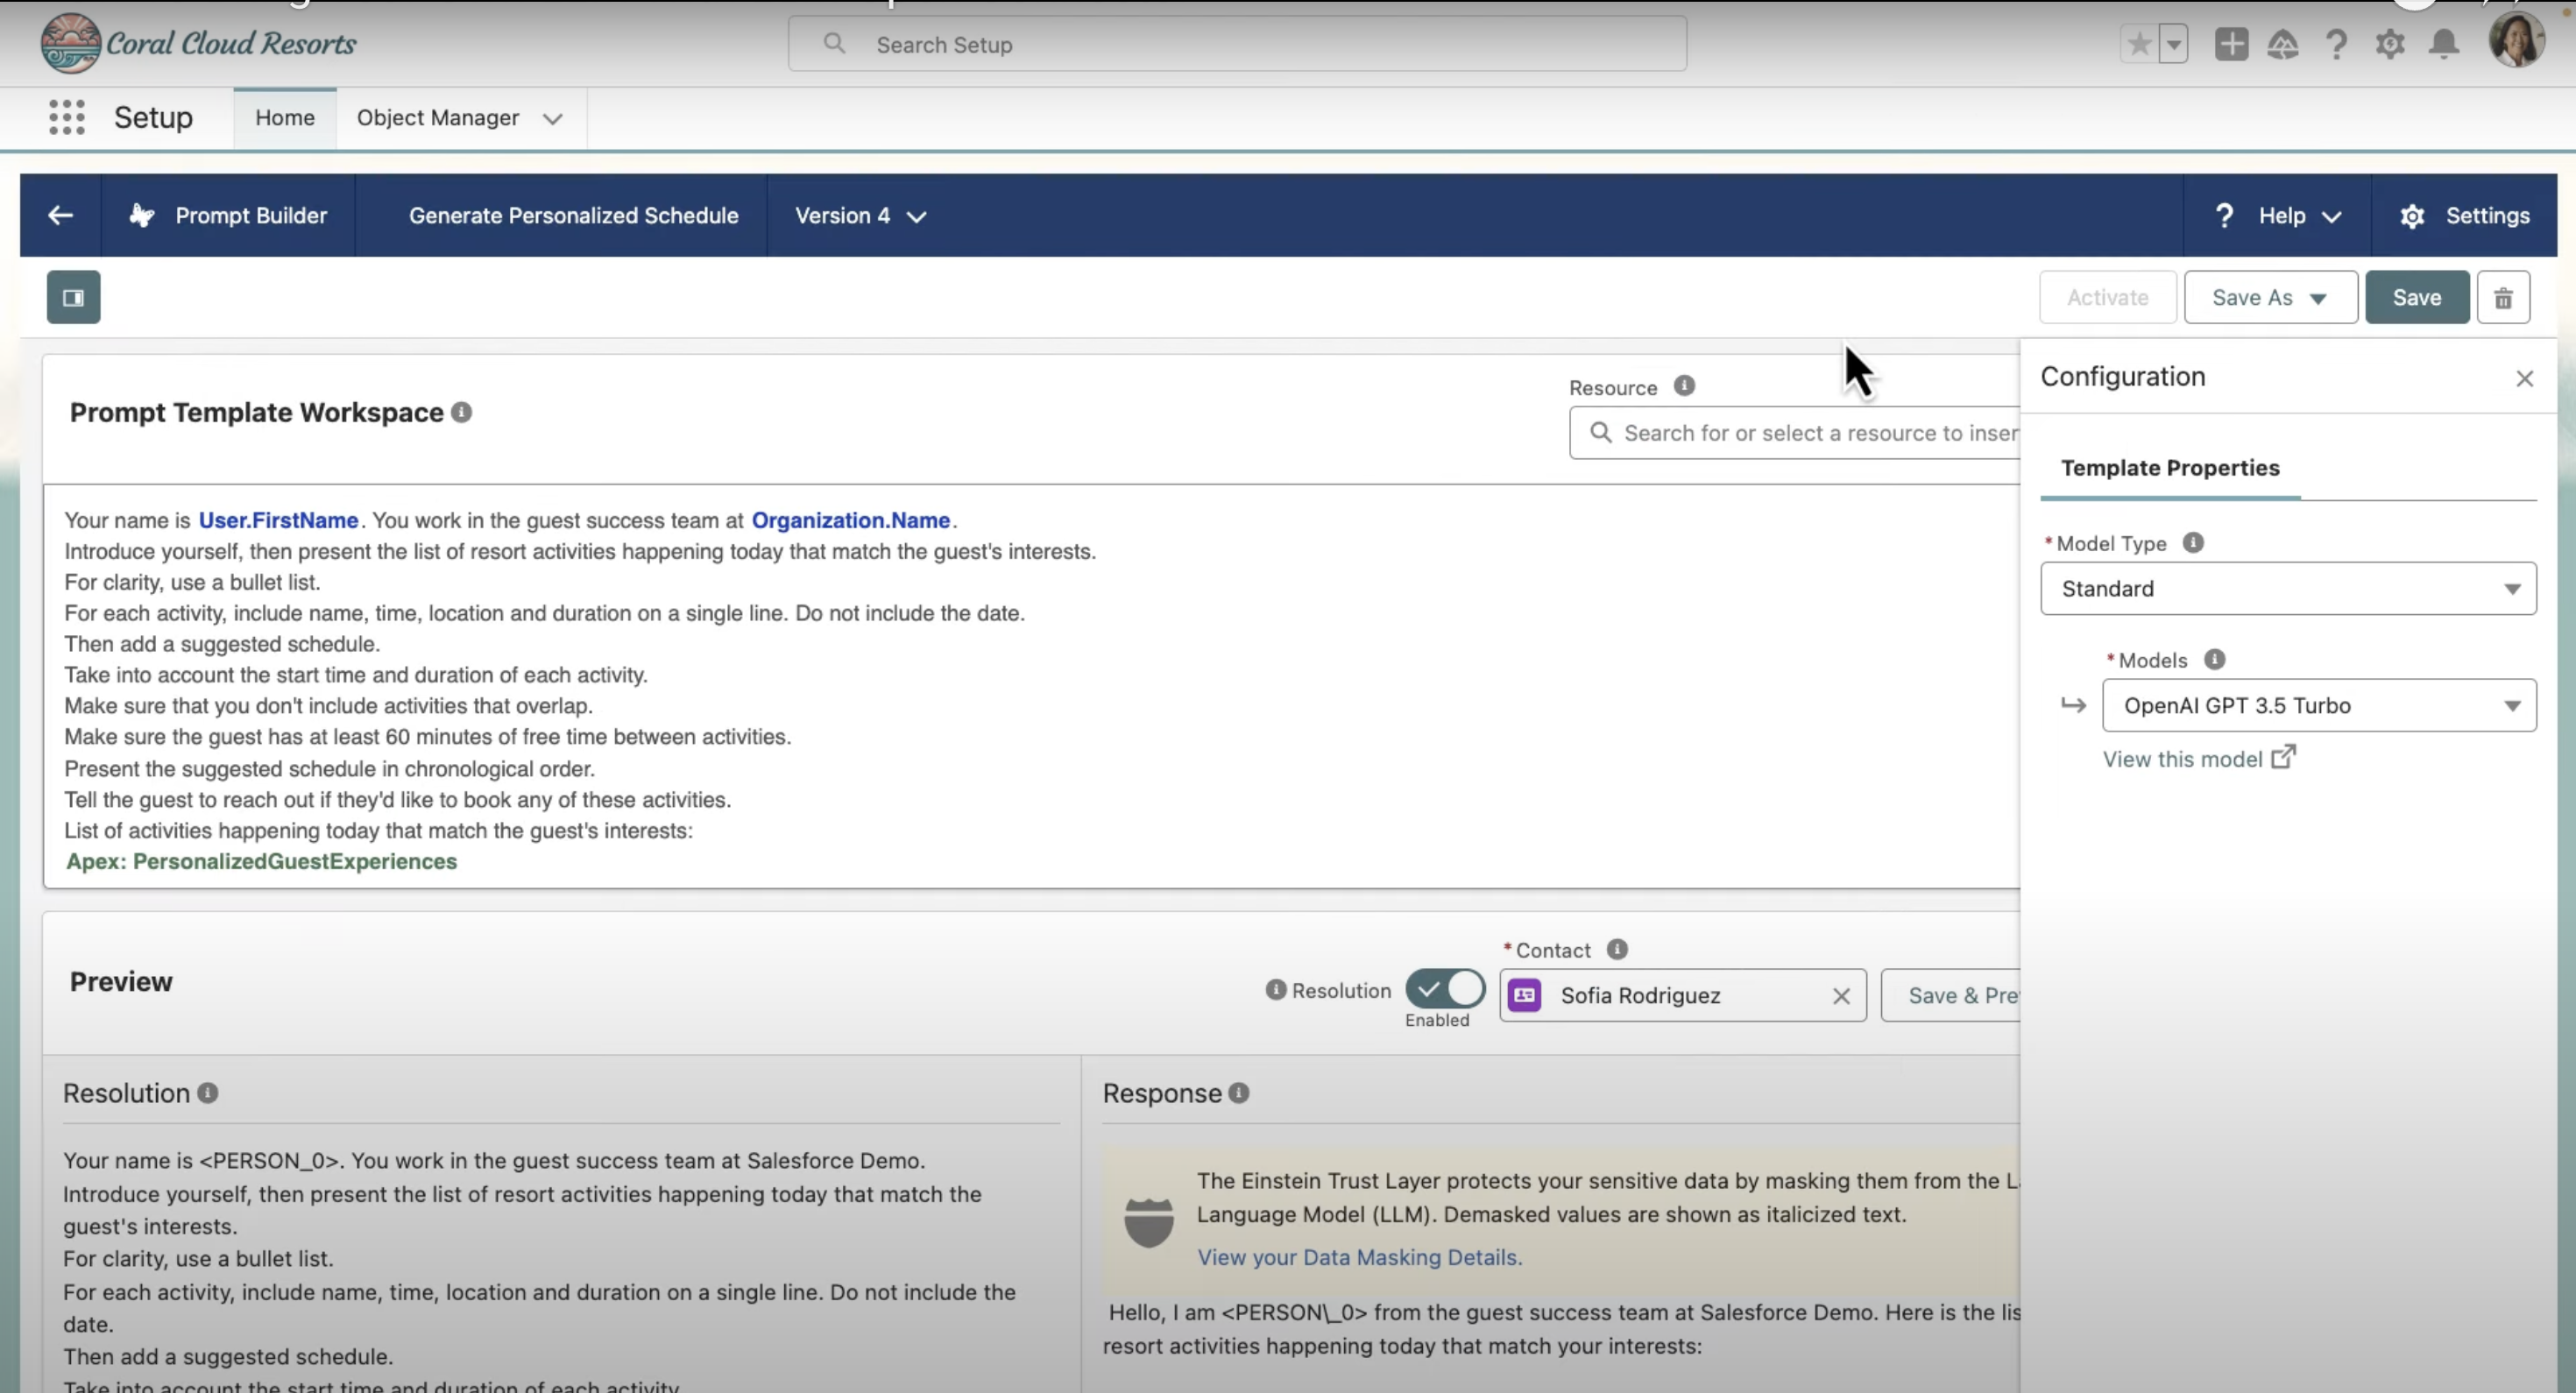 Coral Cloud Resorts
Search Setup
Setup
Home
Object Manager
Prompt Builder
Generate Personalized Schedule
Version 4
Help
Settings
Activate
Save As
Save
Prompt Template Workspace
Resource
Search for or select a resource to inser
Your name is User.FirstName. You work in the guest success team at Organization.Name.
Introduce yourself, then present the list of resort activities happening today that match the guest's interests.
For clarity, use a bullet list.
For each activity, include name, time, location and duration on a single line. Do not include the date.
Then add a suggested schedule.
Take into account the start time and duration of each activity.
Make sure that you don't include activities that overlap.
Make sure the guest has at least 60 minutes of free time between activities.
Present the suggested schedule in chronological order.
Tell the guest to reach out if they'd like to book any of these activities.
List of activities happening today that match the guest's interests:
Apex: PersonalizedGuestExperiences
Configuration
Template Properties
*Model Type
Standard
*Models
OpenAI GPT 3.5 Turbo
View this model
Preview
Resolution
Enabled
*Contact
Sofia Rodriguez
Save & Pre
Resolution
Your name is <PERSON_0>. You work in the guest success team at Salesforce Demo.
Introduce yourself, then present the list of resort activities happening today that match the
guest's interests.
For clarity, use a bullet list.
For each activity, include name, time, location and duration on a single line. Do not include the
date.
Then add a suggested schedule.
Take into account the start time and duration of each activity.
Response
The Einstein Trust Layer protects your sensitive data by masking them from the L
Language Model (LLM). Demasked values are shown as italicized text.
View your Data Masking Details.
Hello, I am <PERSON\_0> from the guest success team at Salesforce Demo. Here is the lis
resort activities happening today that match your interests: